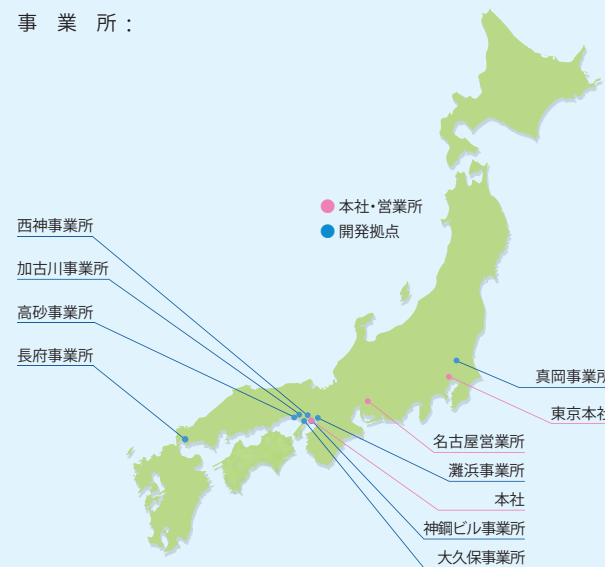 事業所：
本社・営業所
開発拠点
西神事業所
加古川事業所
高砂事業所
長府事業所
真岡事業所
東京本社
名古屋営業所
灘浜事業所
本社
神鋼ビル事業所
大久保事業所